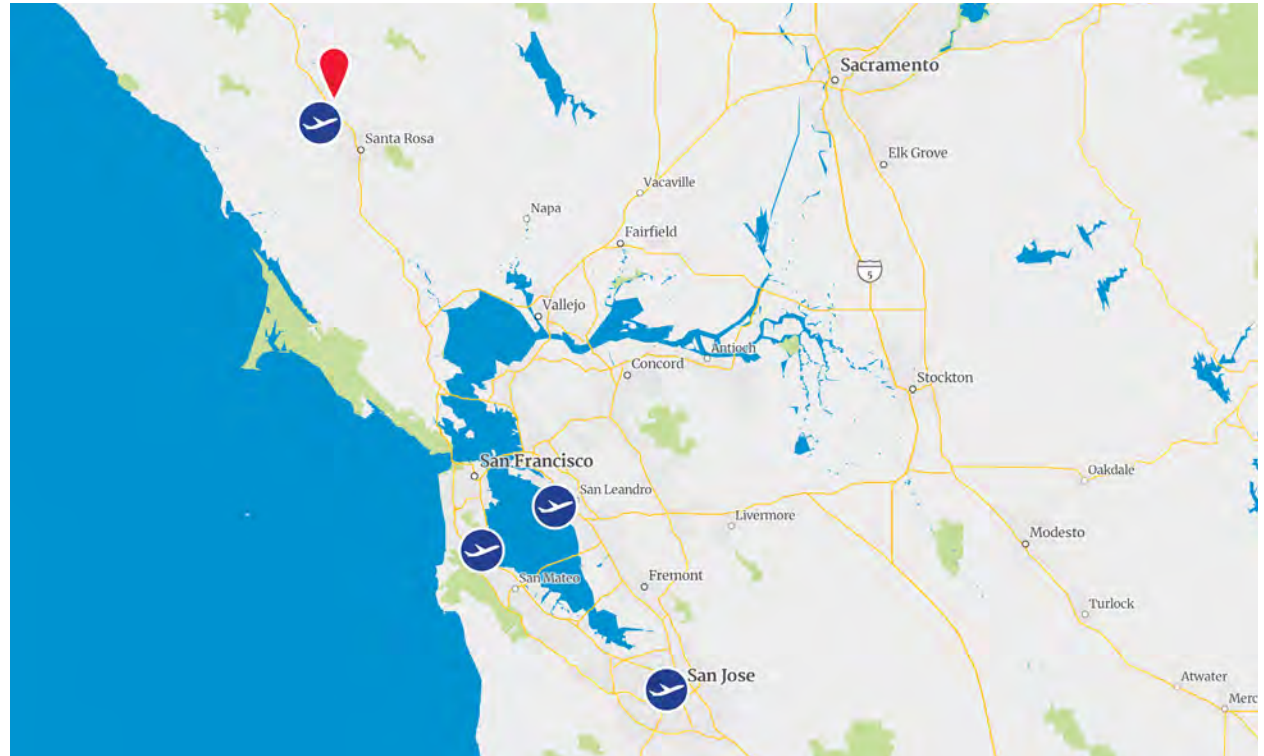 Sacramento
Santa Rosa
Elk Grove
Vacaville
Napa
Fairfield
5
Vallejo
Antioch
Concord
Stockton
San Francisco
Oakdale
San Leandro
Livermore
Modesto
San Mateo
Fremont
Turlock
San Jose
Atwater
Merc